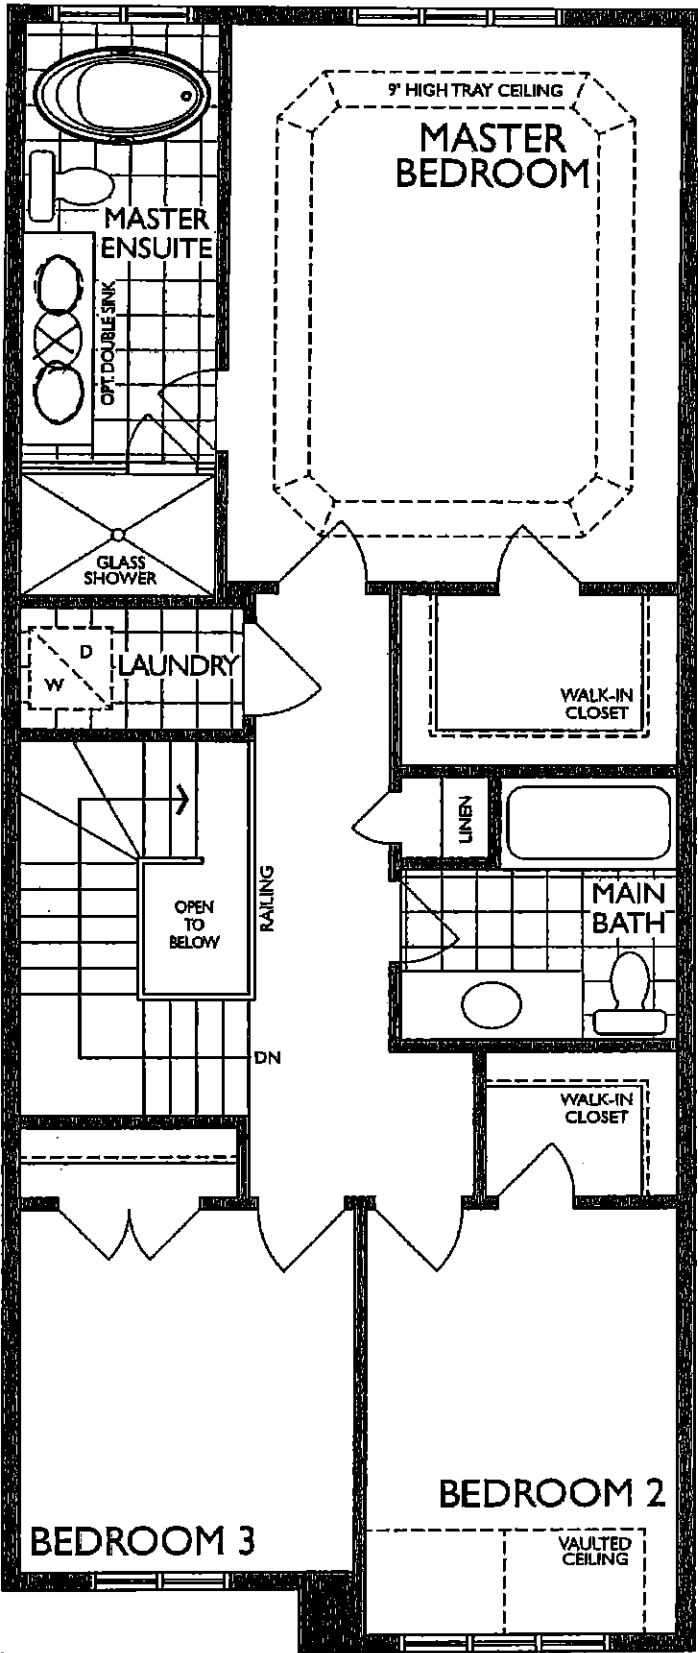 9' HIGH TRAY CEILING
MASTER
BEDROOM
MASTER
ENSUITE
OPT. DOUBLE SINK
GLASS
SHOWER
D
W
LAUNDRY
WALK-IN
CLOSET
LINEN
RAILING
OPEN
TO
BELOW
MAIN
BATH
DN
WALK-IN
CLOSET
BEDROOM 2
BEDROOM 3
VAULTED
CEILING